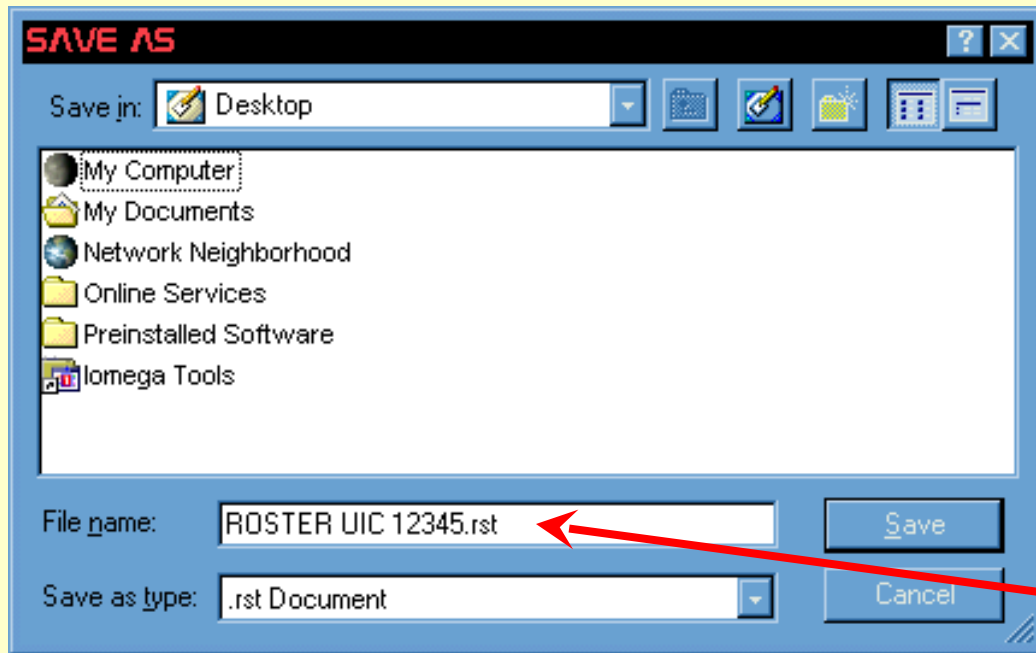 SAVE AS
Save in: Desktop
My Computer
My Documents
Network Neighborhood
Online Services
Preinstalled Software
Iomega Tools
File name: ROSTER UIC 12345.rst Save
Save as type: .rst Document Cancel